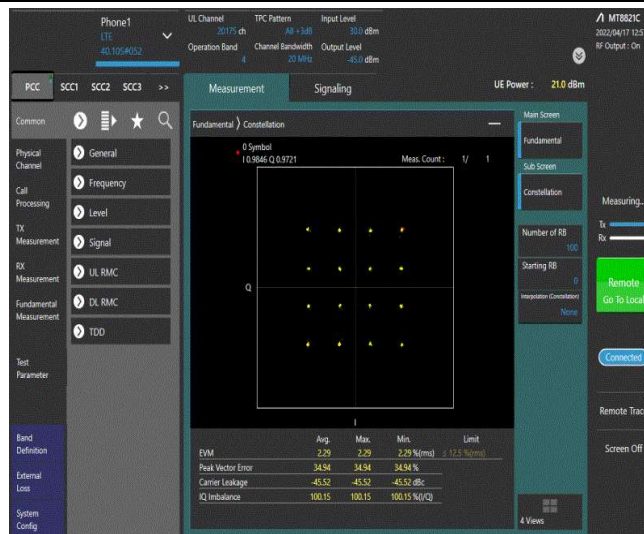 Phone1
LTE
40.105#052
UL Channel
20175 ch
TPC Pattern
All +3dB
Input Level
30.0 dBm
Operation Band
4
Channel Bandwidth
20 MHz
Output Level
-45.0 dBm
MT8821C
2022/04/17 12:5
RF Output : On
PCC SCC1 SCC2 SCC3 >>
Measurement
Signaling
UE Power : 21.0 dBm
Common
Physical
Channel
Call
Processing
TX
Measurement
RX
Measurement
Fundamental
Measurement
Test
Parameter
Band
Definition
External
Loss
System
Config
General
Frequency
Level
Signal
UL RMC
DL RMC
TDD
Fundamental 〉 Constellation
0 Symbol
I 0.9846 Q 0.9721
Meas. Count : 1/ 1
Q
I
Avg. Max. Min. Limit
EVM 2.29 2.29 2.29 %(rms) ≤ 12.5 %(rms)
Peak Vector Error 34.94 34.94 34.94 %
Carrier Leakage -45.52 -45.52 -45.52 dBc
IQ Imbalance 100.15 100.15 100.15 %(I/Q)
Main Screen
Fundamental
Sub Screen
Constellation
Number of RB
100
Starting RB
0
Interpolation (Constellation)
None
4 Views
Measuring...
Tx
Rx
Remote
Go To Local
Connected
Remote Trac
Screen Off